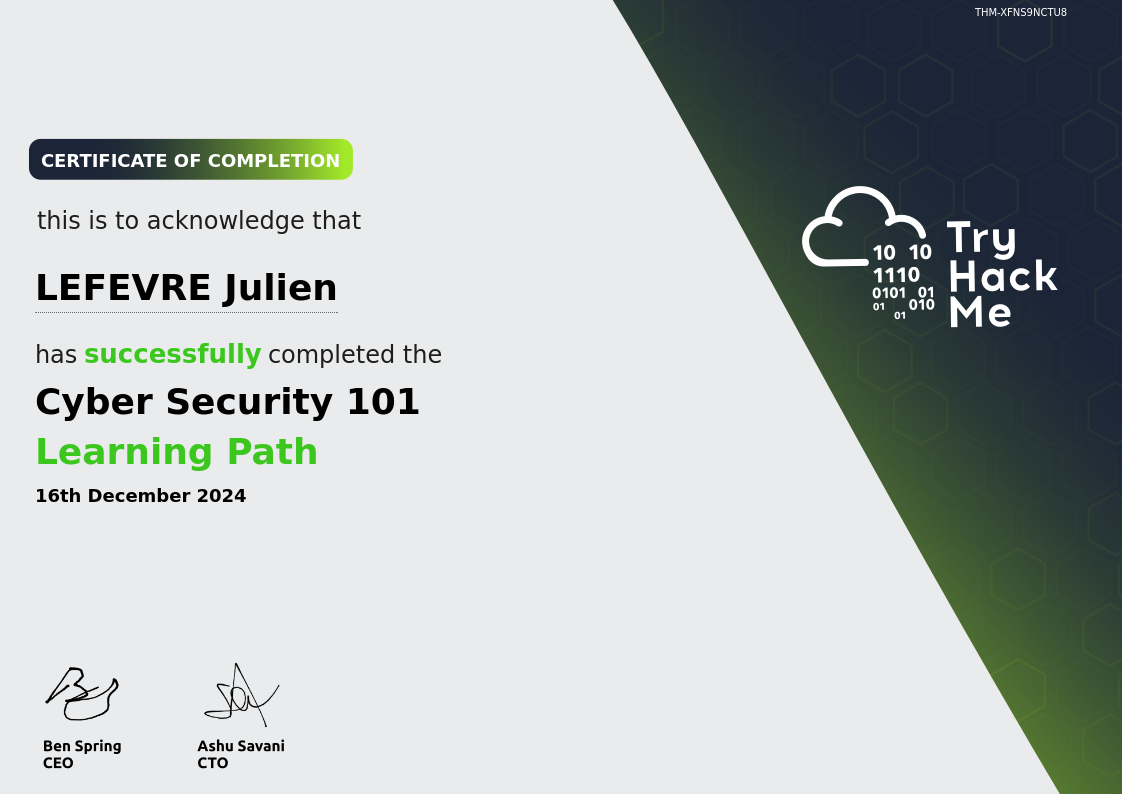 THM-XFNS9NCTU8
CERTIFICATE OF COMPLETION
this is to acknowledge that
LEFEVRE Julien
has successfully completed the
Cyber Security 101
Learning Path
16th December 2024
10 10
1110
0101 01
01 010
01
Try
Hack
Me
Ben Spring
CEO
Ashu Savani
CTO